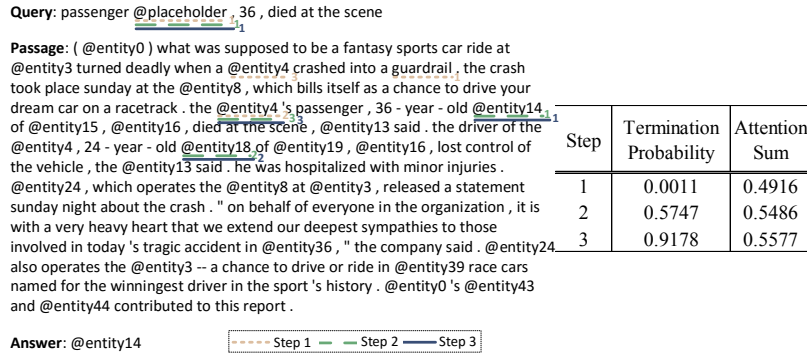 Query: passenger @placeholder , 36 , died at the scene
1
2
1
Passage: ( @entity0 ) what was supposed to be a fantasy sports car ride at
@entity3 turned deadly when a @entity4 crashed into a guardrail . the crash
took place sunday at the @entity8 , which bills itself as a chance to drive your
dream car on a racetrack . the @entity4 's passenger , 36 - year - old @entity14
of @entity15 , @entity16 , died at the scene , @entity13 said . the driver of the
@entity4 , 24 - year - old @entity18 of @entity19 , @entity16 , lost control of
the vehicle , the @entity13 said . he was hospitalized with minor injuries .
@entity24 , which operates the @entity8 at @entity3 , released a statement
sunday night about the crash . " on behalf of everyone in the organization , it is
with a very heavy heart that we extend our deepest sympathies to those
involved in today 's tragic accident in @entity36 , " the company said . @entity24
also operates the @entity3 -- a chance to drive or ride in @entity39 race cars
named for the winningest driver in the sport 's history . @entity0 's @entity43
and @entity44 contributed to this report .
Answer: @entity14
Step 1 Step 2 Step 3
Step Termination Probability Attention Sum
1 0.0011 0.4916
2 0.5747 0.5486
3 0.9178 0.5577